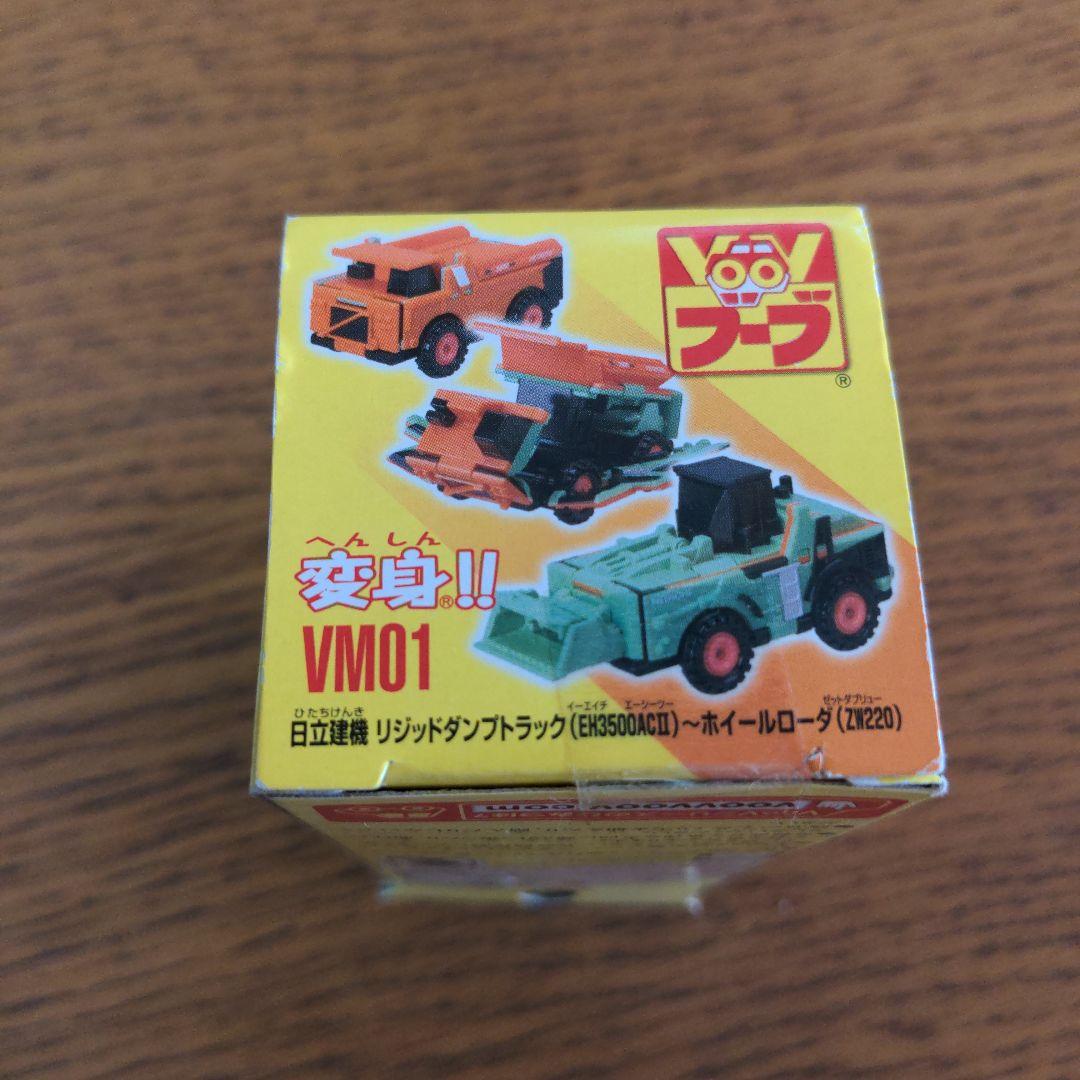 VooV
フーブ
®
へんしん
変身®!!
VM01
ひたちけんき イーエイチ エーシーツー ゼットダブリュー
日立建機 リジッドダンプトラック(EH3500ACⅡ)～ホイールローダ(ZW220)